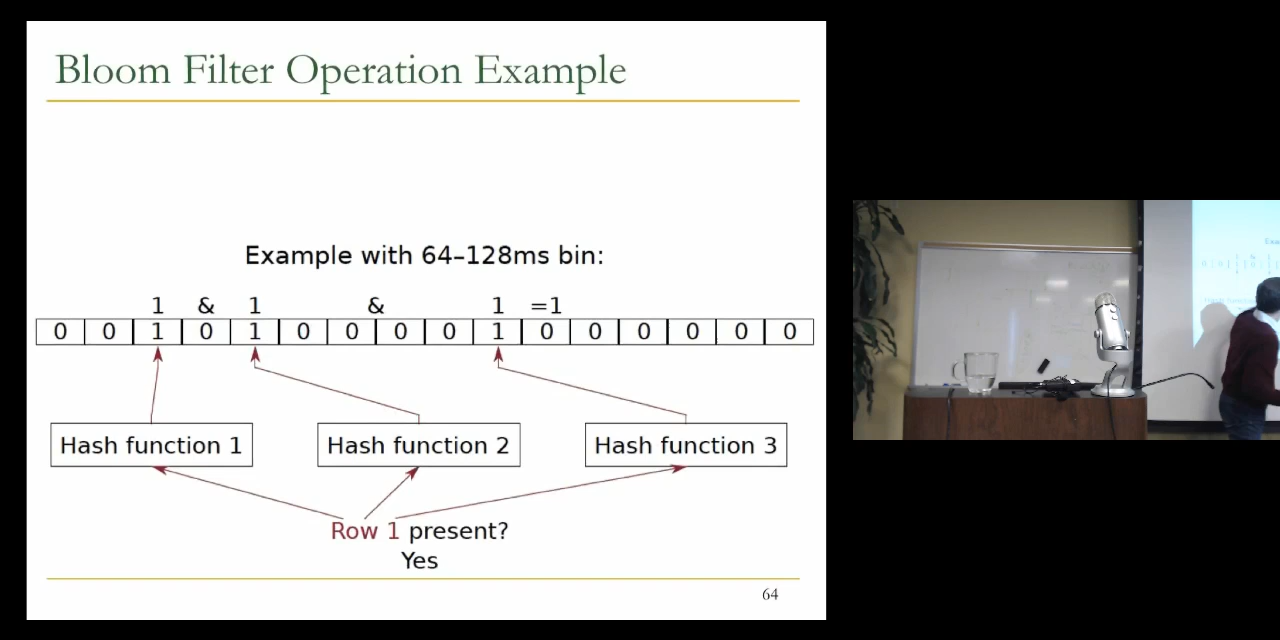 Bloom Filter Operation Example
Example with 64–128ms bin:
1 & 1 & 1 =1
0 0 1 0 1 0 0 0 0 1 0 0 0 0 0 0
Hash function 1 Hash function 2 Hash function 3
Row 1 present?
Yes
64